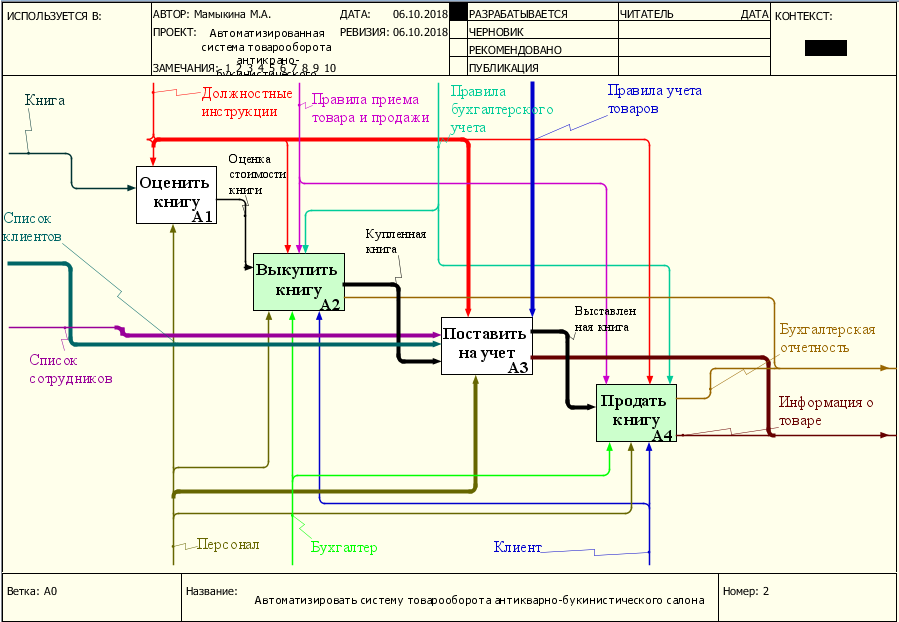 ИСПОЛЬЗУЕТСЯ В:
АВТОР: Мамыкина М.А.
ДАТА: 06.10.2018
ПРОЕКТ: Автоматизированная
система товарооборота
антиквано-
букинистического
РЕВИЗИЯ: 06.10.2018
ЗАМЕЧАНИЯ: 1 2 3 4 5 6 7 8 9 10
РАЗРАБАТЫВАЕТСЯ
ЧЕРНОВИК
РЕКОМЕНДОВАНО
ПУБЛИКАЦИЯ
ЧИТАТЕЛЬ ДАТА
КОНТЕКСТ:
Книга
Должностные
инструкции
Правила приема
товара и продажи
Правила
бухгалтерского
учета
Правила учета
товаров
Оценка
стоимости
книги
Оценить
книгу
A1
Список
клиентов
Купленная
книга
Выкупить
книгу
A2
Выставлен
ная книга
Поставить
на учет
A3
Бухгалтерская
отчетность
Список
сотрудников
Продать
книгу
A4
Информация о
товаре
Персонал
Бухгалтер
Клиент
Ветка: A0
Название:
Автоматизировать систему товарооборота антикварно-букинистического салона
Номер: 2